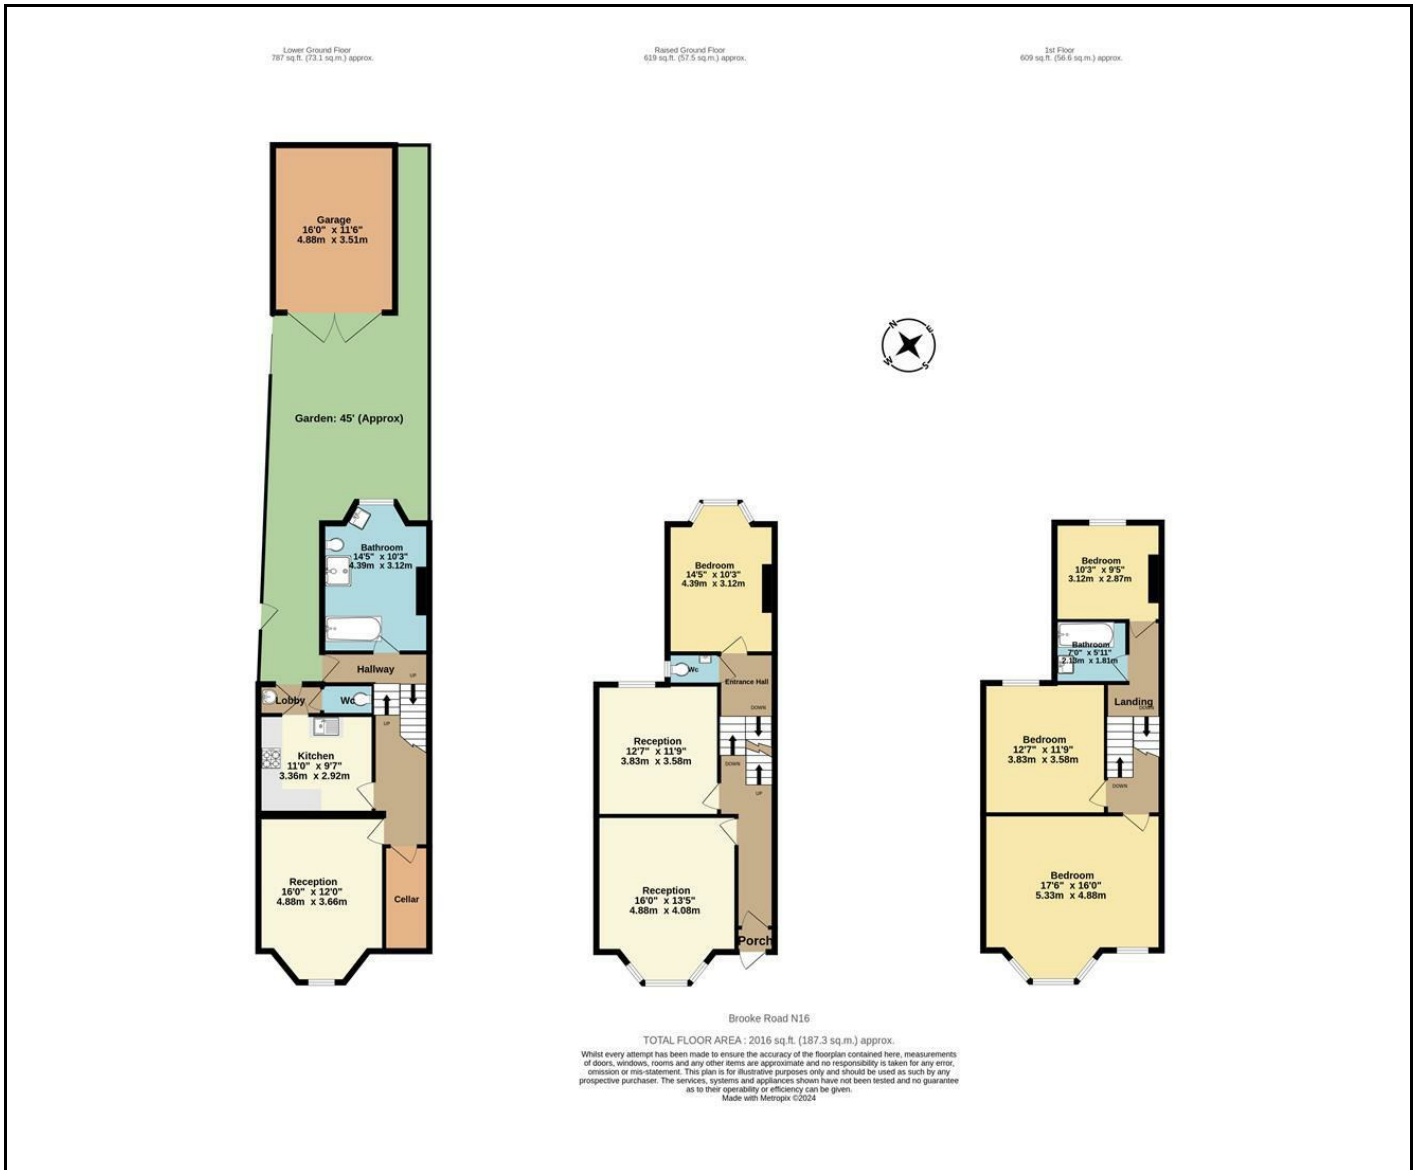 Lower Ground Floor
787 sq.ft. (73.1 sq.m.) approx.
Raised Ground Floor
619 sq.ft. (57.5 sq.m.) approx.
1st Floor
609 sq.ft. (56.6 sq.m.) approx.
Garage
16'0" x 11'6"
4.88m x 3.51m
Garden: 45' (Approx)
Bathroom
14'5" x 10'3"
4.39m x 3.12m
Hallway
UP
Lobby
Wc
UP
Kitchen
11'0" x 9'7"
3.36m x 2.92m
Reception
16'0" x 12'0"
4.88m x 3.66m
Cellar
N
E
S
W
Bedroom
14'5" x 10'3"
4.39m x 3.12m
Wc
Entrance Hall
DOWN
Reception
12'7" x 11'9"
3.83m x 3.58m
DOWN
UP
Reception
16'0" x 13'5"
4.88m x 4.08m
Porch
Bedroom
10'3" x 9'5"
3.12m x 2.87m
Bathroom
7'0" x 5'11"
2.13m x 1.81m
Landing
DOWN
Bedroom
12'7" x 11'9"
3.83m x 3.58m
DOWN
Bedroom
17'6" x 16'0"
5.33m x 4.88m
Brooke Road N16
TOTAL FLOOR AREA : 2016 sq.ft. (187.3 sq.m.) approx.
Whilst every attempt has been made to ensure the accuracy of the floorplan contained here, measurements
of doors, windows, rooms and any other items are approximate and no responsibility is taken for any error,
omission or mis-statement. This plan is for illustrative purposes only and should be used as such by any
prospective purchaser. The services, systems and appliances shown have not been tested and no guarantee
as to their operability or efficiency can be given.
Made with Metropix ©2024